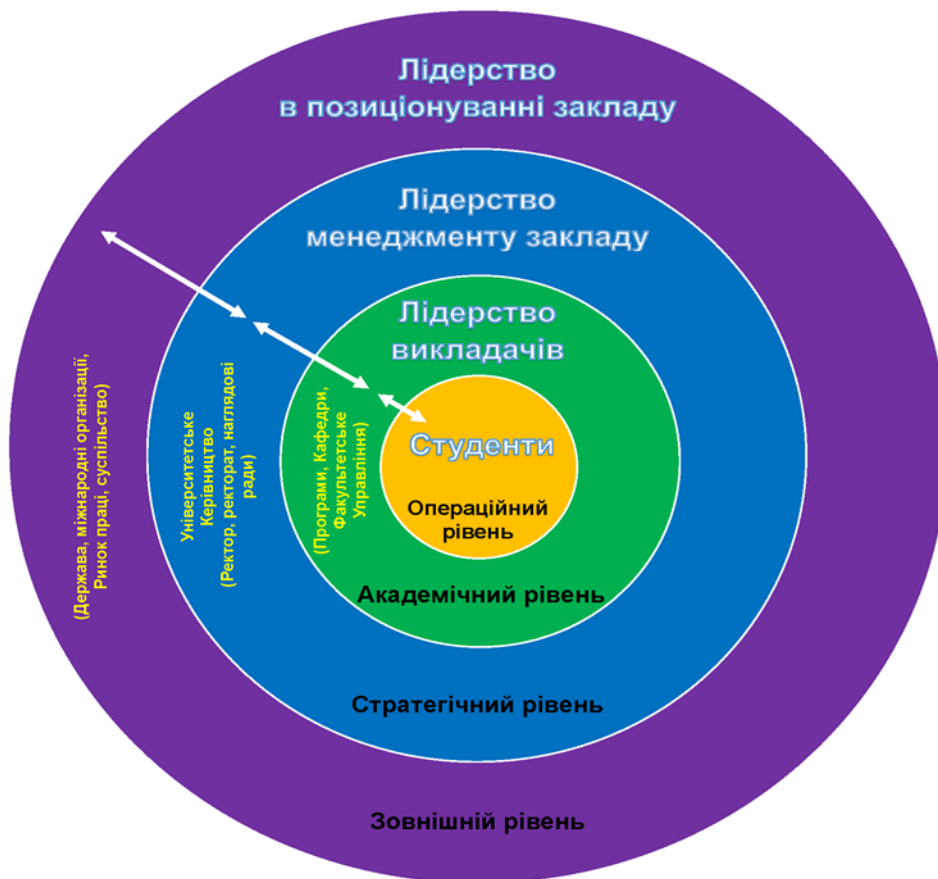 Лідерство
в позиціонуванні закладу
Лідерство
менеджменту закладу
Лідерство
викладачів
Студенти
Операційний
рівень
Академічний рівень
Стратегічний рівень
Зовнішній рівень
(Держава, міжнародні організації,
Ринок праці, суспільство)
Університетське
Керівництво
(Ректор, ректорат, наглядові
ради)
(Програми, Кафедри,
Факультетське
Управління)